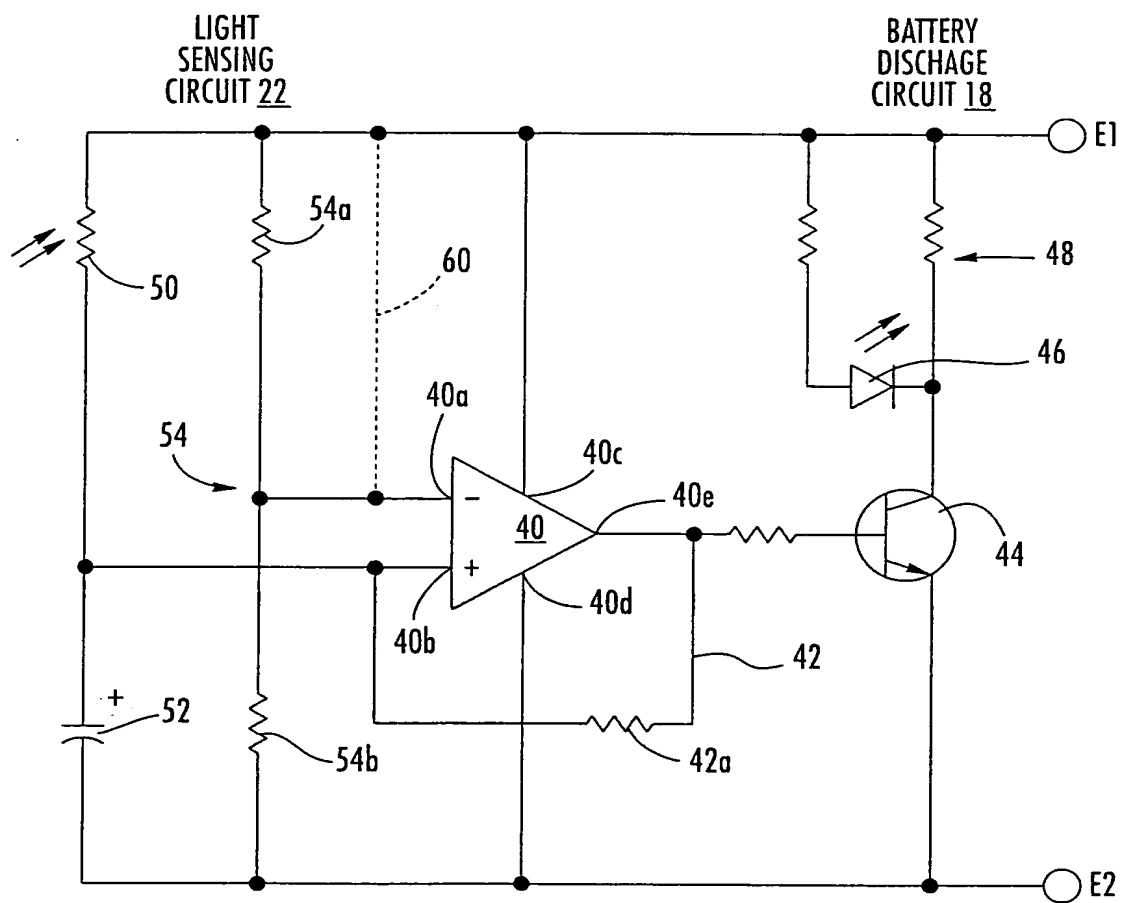 LIGHT
SENSING
CIRCUIT 22
BATTERY
DISCHAGE
CIRCUIT 18
E1
54a
50
60
48
46
40a
54
40c
40e
−
40
+
44
40b
40d
42
+
52
54b
42a
E2